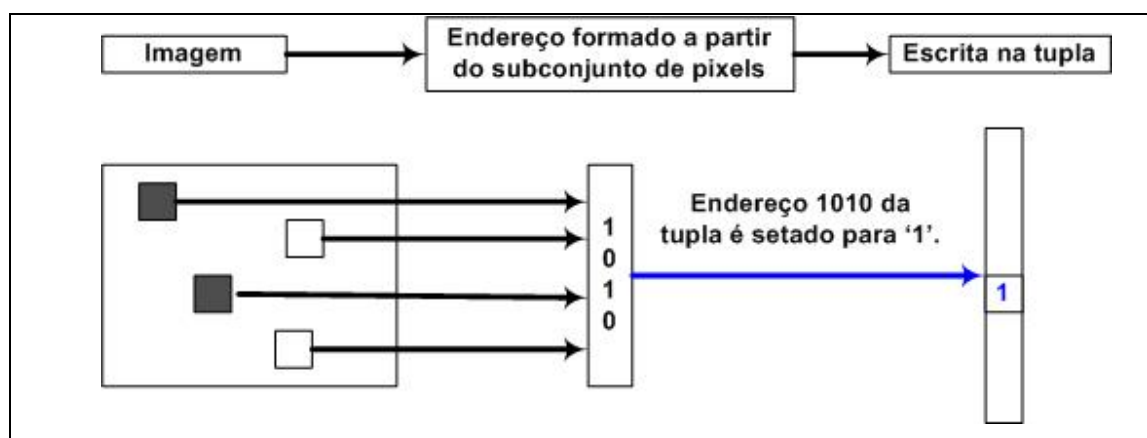 Imagem
Endereço formado a partir
do subconjunto de pixels
Escrita na tupla
1
0
1
0
Endereço 1010 da
tupla é setado para ‘1’.
1